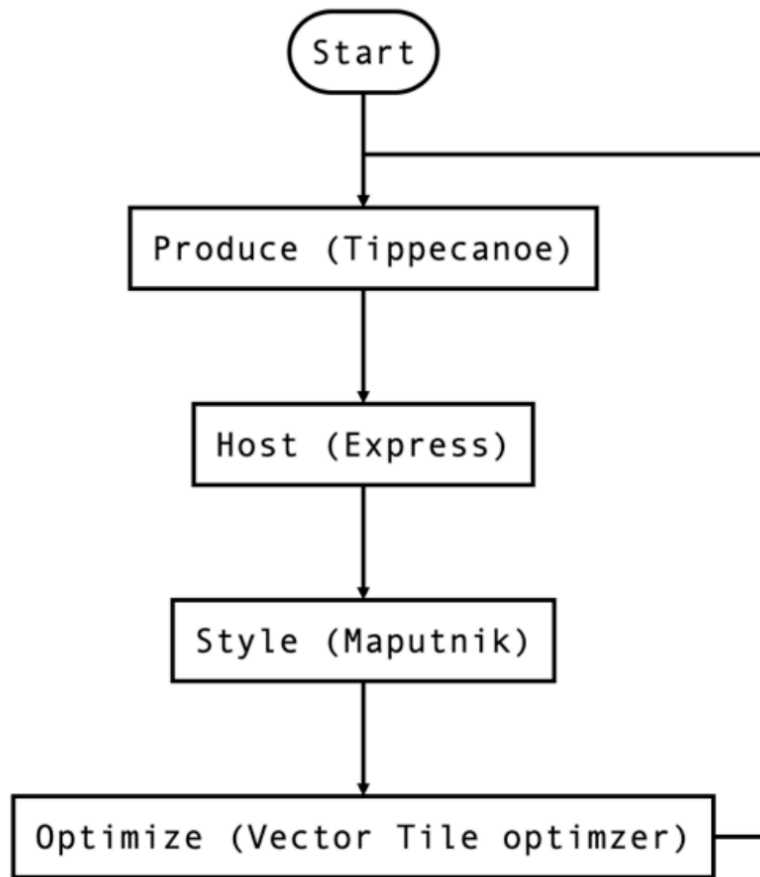 Start
Produce (Tippecanoe)
Host (Express)
Style (Maputnik)
Optimize (Vector Tile optimzer)